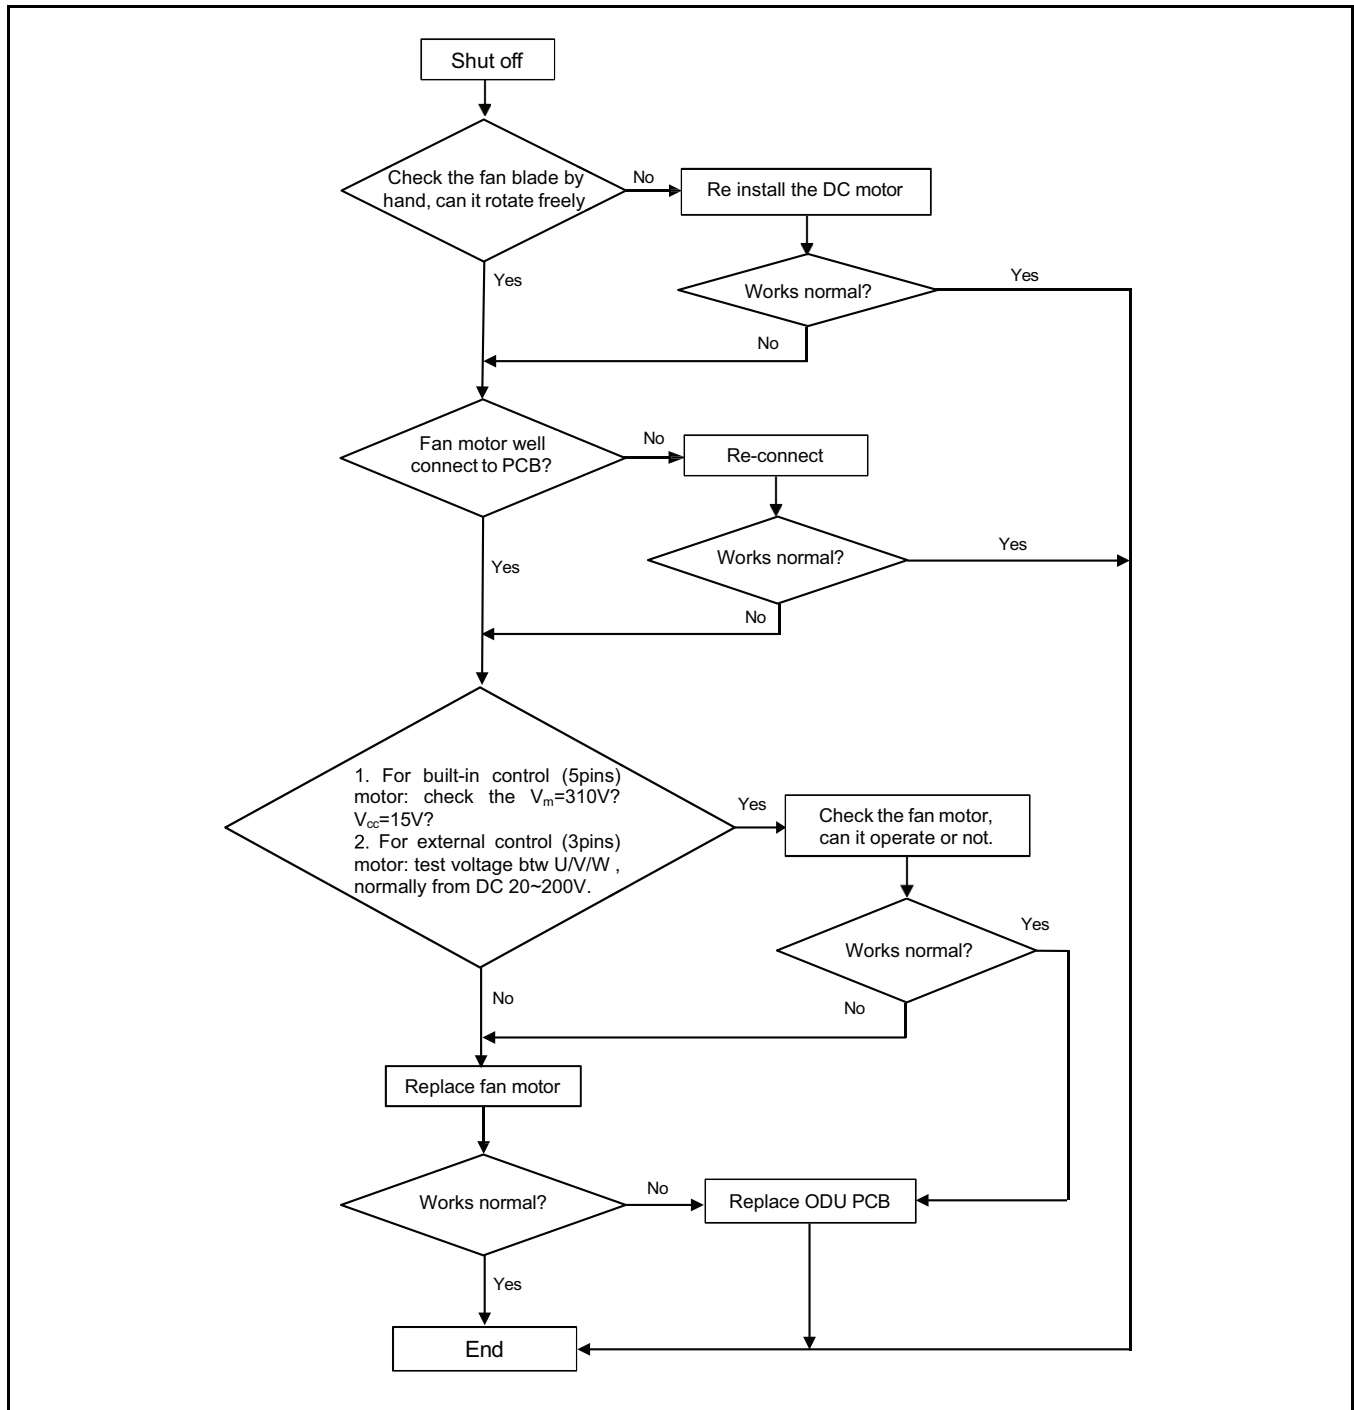 Shut off
Check the fan blade by
hand, can it rotate freely
No
Re install the DC motor
Yes
Works normal?
Yes
No
Fan motor well
connect to PCB?
No
Re-connect
Yes
Works normal?
Yes
No
1. For built-in control (5pins)
motor: check the Vm=310V?
Vcc=15V?
2. For external control (3pins)
motor: test voltage btw U/V/W ,
normally from DC 20~200V.
Yes
Check the fan motor,
can it operate or not.
Works normal?
Yes
No
No
Replace fan motor
Works normal?
No
Replace ODU PCB
Yes
End